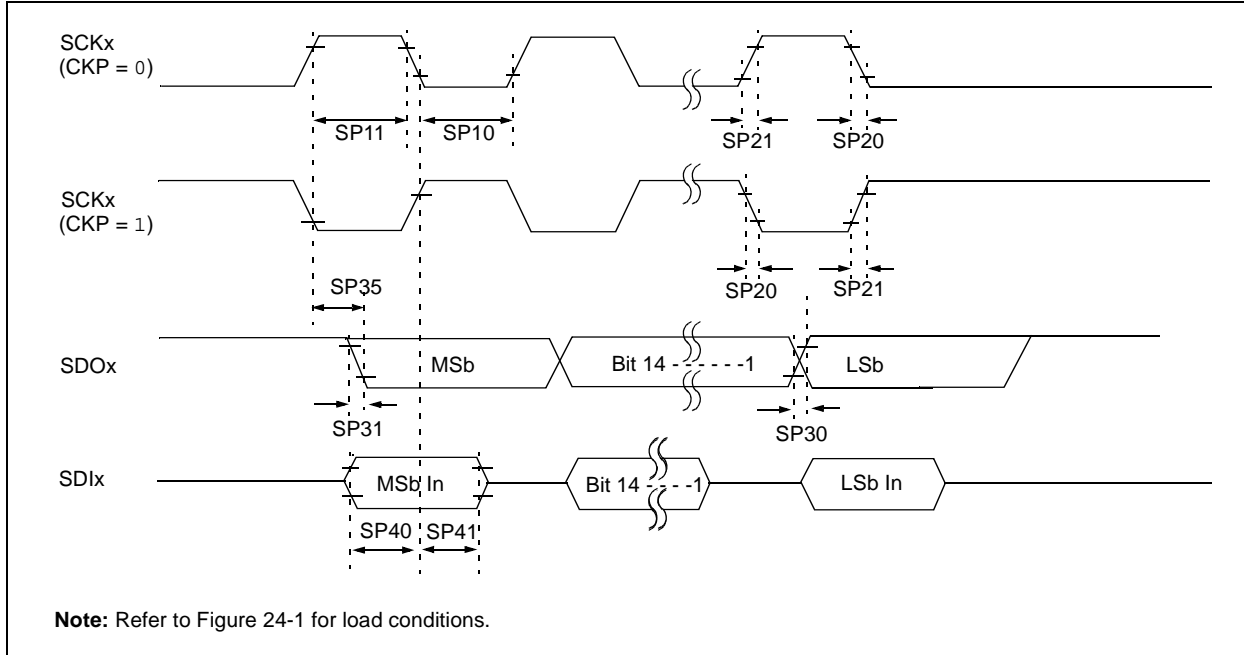 SCKx
(CKP = 0)
SP11
SP10
SP21
SP20
SCKx
(CKP = 1)
SP35
SP20
SP21
SDOx
MSb
Bit 14 - - - - - -1
LSb
SP31
SP30
SDIx
MSb In
Bit 14 - - - -1
LSb In
SP40
SP41
Note: Refer to Figure 24-1 for load conditions.